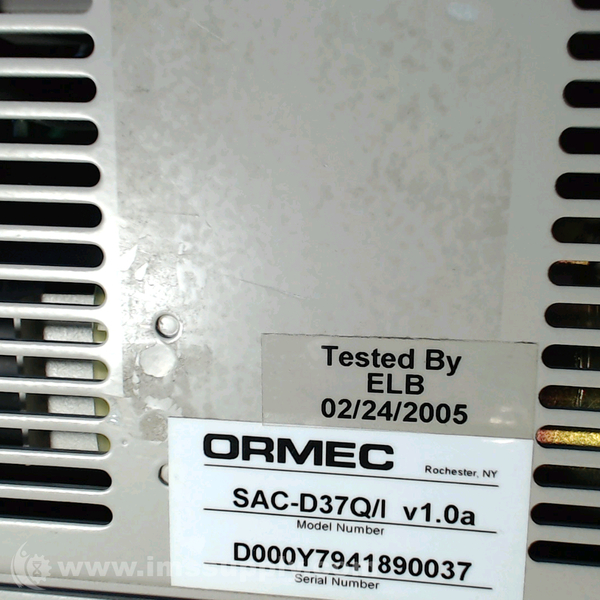 Tested By
ELB
02/24/2005
ORMEC Rochester, NY
SAC-D37Q/I v1.0a
Model Number
D000Y7941890037
Serial Number